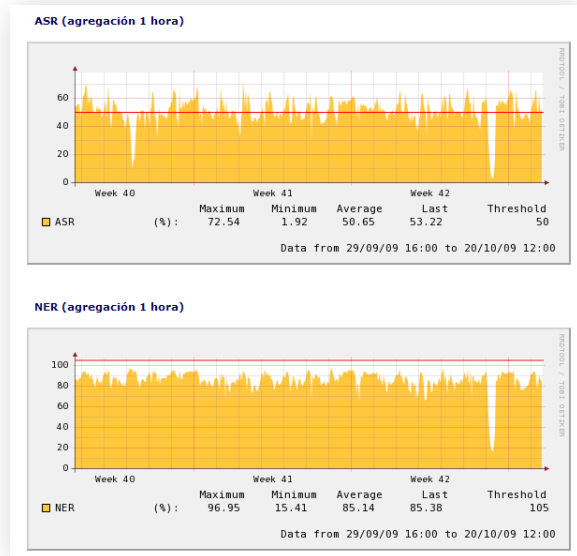 ASR (agregación 1 hora)
RRDTOOL / TOBI OETIKER
60
40
20
0
Week 40 Week 41 Week 42
Maximum Minimum Average Last Threshold
ASR (%): 72.54 1.92 50.65 53.22 50
Data from 29/09/09 16:00 to 20/10/09 12:00
NER (agregación 1 hora)
RRDTOOL / TOBI OETIKER
100
80
60
40
20
0
Week 40 Week 41 Week 42
Maximum Minimum Average Last Threshold
NER (%): 96.95 15.41 85.14 85.38 105
Data from 29/09/09 16:00 to 20/10/09 12:00